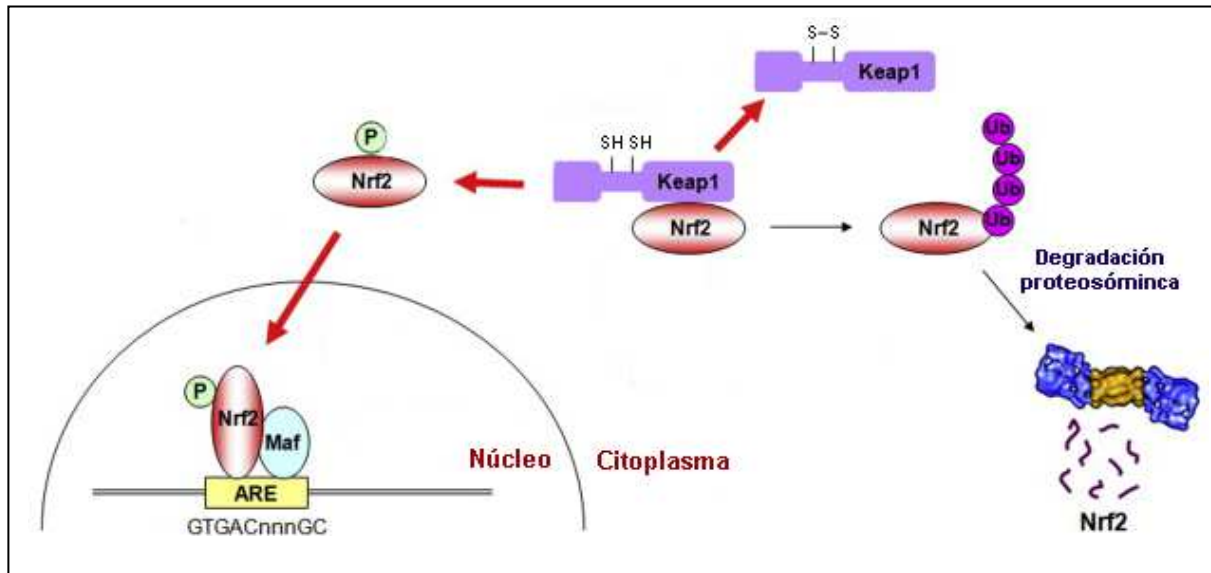 S–S
Keap1
P
Nrf2
SH SH
Keap1
Nrf2
Nrf2
Ub
Ub
Ub
Ub
Degradación
proteosóminca
P
Nrf2
Maf
ARE
GTGACnnnGC
Núcleo
Citoplasma
Nrf2